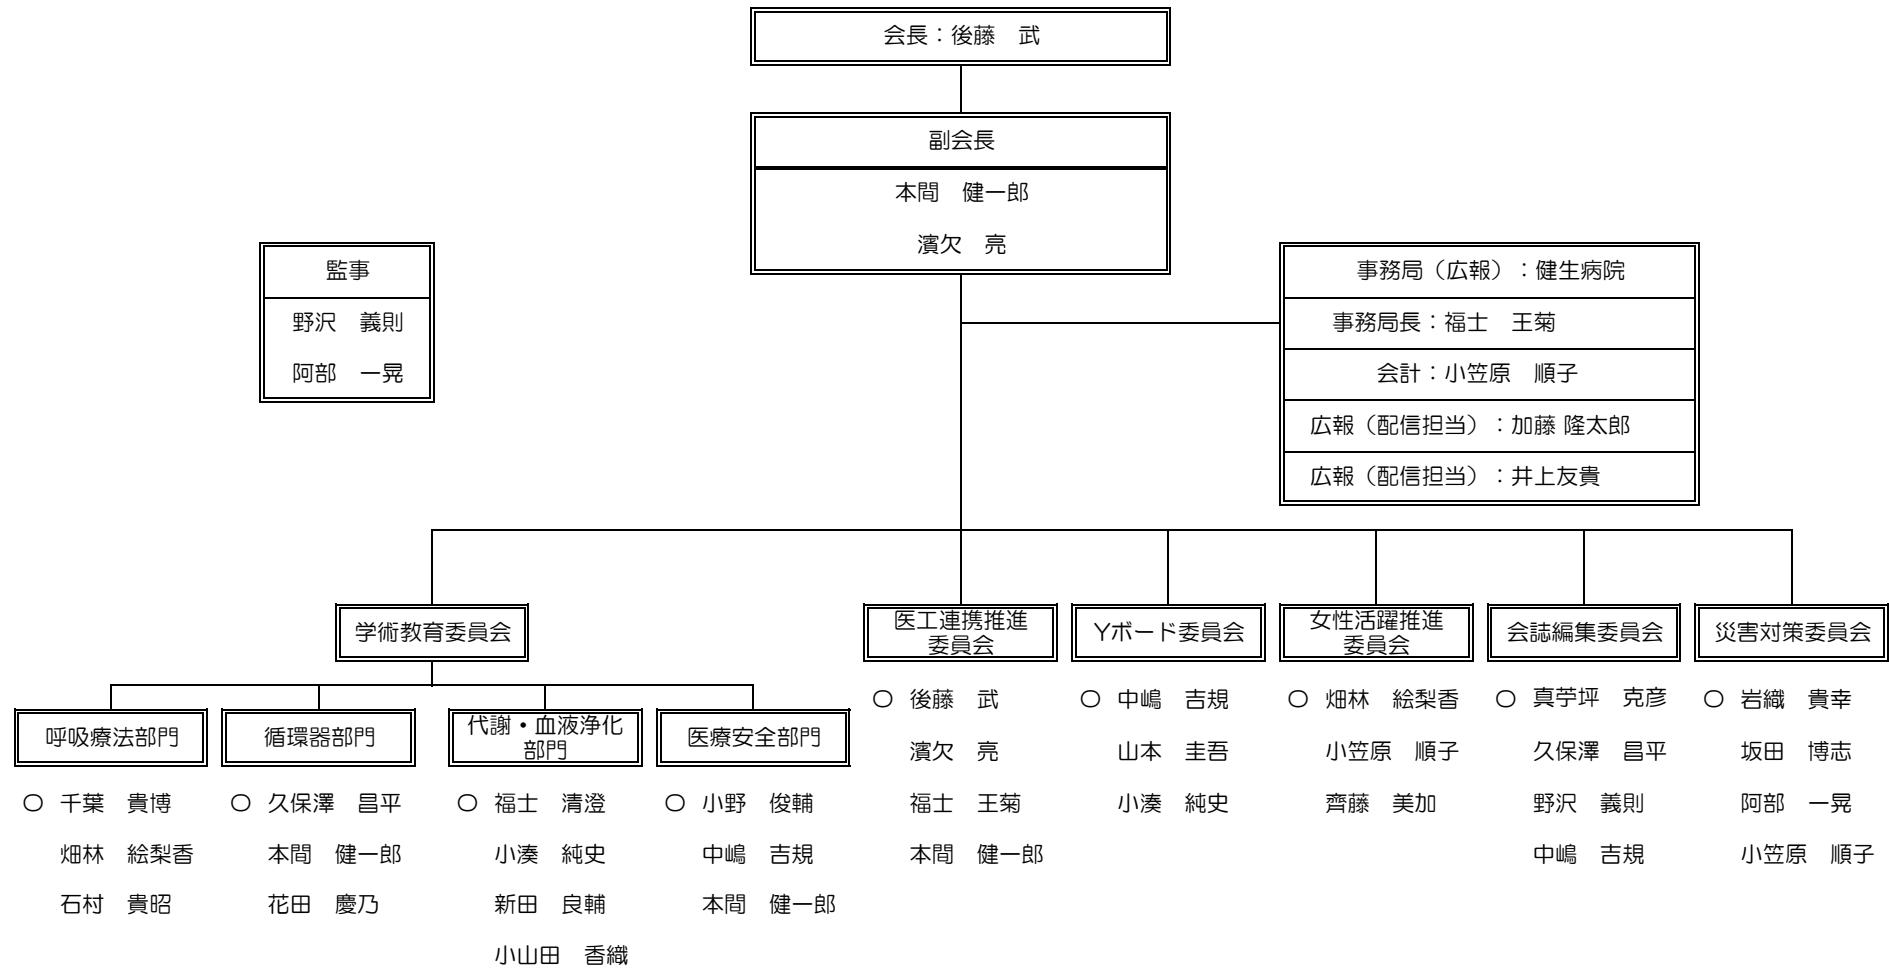 会長：後藤　武
副会長
本間　健一郎
濱欠　亮
監事
野沢　義則
阿部　一晃
事務局（広報）：健生病院
事務局長：福士　王菊
会計：小笠原　順子
広報（配信担当）：加藤 隆太郎
広報（配信担当）：井上友貴
学術教育委員会
呼吸療法部門
〇 千葉　貴博
畑林　絵梨香
石村　貴昭
循環器部門
〇 久保澤　昌平
本間　健一郎
花田　慶乃
代謝・血液浄化
部門
〇 福士　清澄
小湊　純史
新田　良輔
小山田　香織
医療安全部門
〇 小野　俊輔
中嶋　吉規
本間　健一郎
医工連携推進
委員会
〇 後藤　武
濱欠　亮
福士　王菊
本間　健一郎
Yボード委員会
〇 中嶋　吉規
山本　圭吾
小湊　純史
女性活躍推進
委員会
〇 畑林　絵梨香
小笠原　順子
齊藤　美加
会誌編集委員会
〇 真苧坪　克彦
久保澤　昌平
野沢　義則
中嶋　吉規
災害対策委員会
〇 岩織　貴幸
坂田　博志
阿部　一晃
小笠原　順子